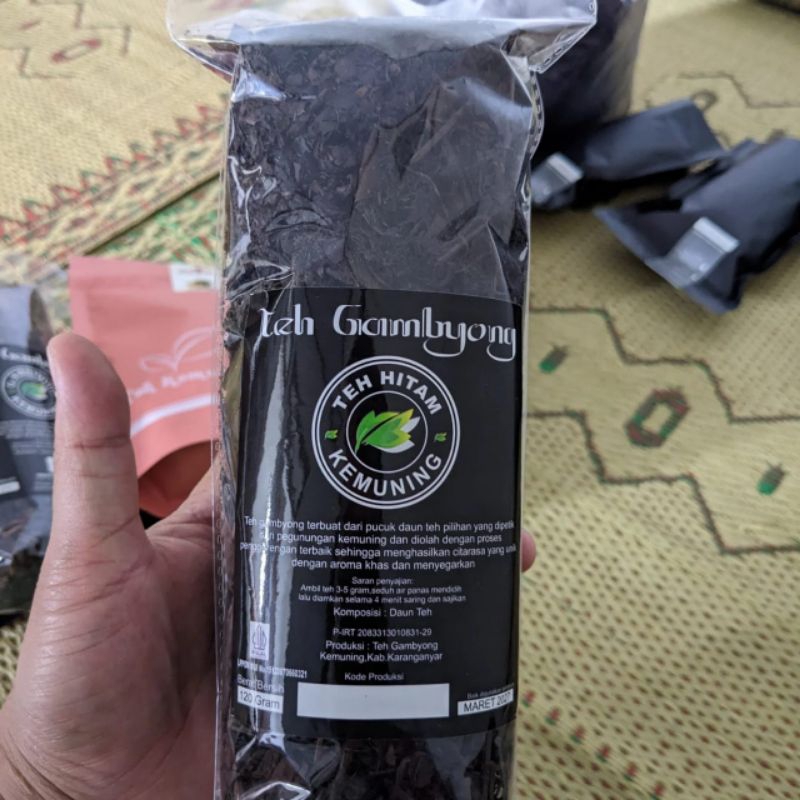 Teh Gambyong
TEH HITAM
KEMUNING
Teh gambyong terbuat dari pucuk daun teh pilihan yang dipetik
dari pegunungan kemuning dan diolah dengan proses
terbaik sehingga menghasilkan citarasa yang unik
dengan aroma khas dan menyegarkan
Saran penyajian:
Ambil teh 3-5 gram,seduh air panas mendidih
lalu diamkan selama 4 menit saring dan sajikan
Komposisi : Daun Teh
P-IRT 2083313010831-29
Produksi : Teh Gambyong
Kemuning,Kab.Karanganyar
Kode Produksi
Berat Bersih
120 Gram
MARET